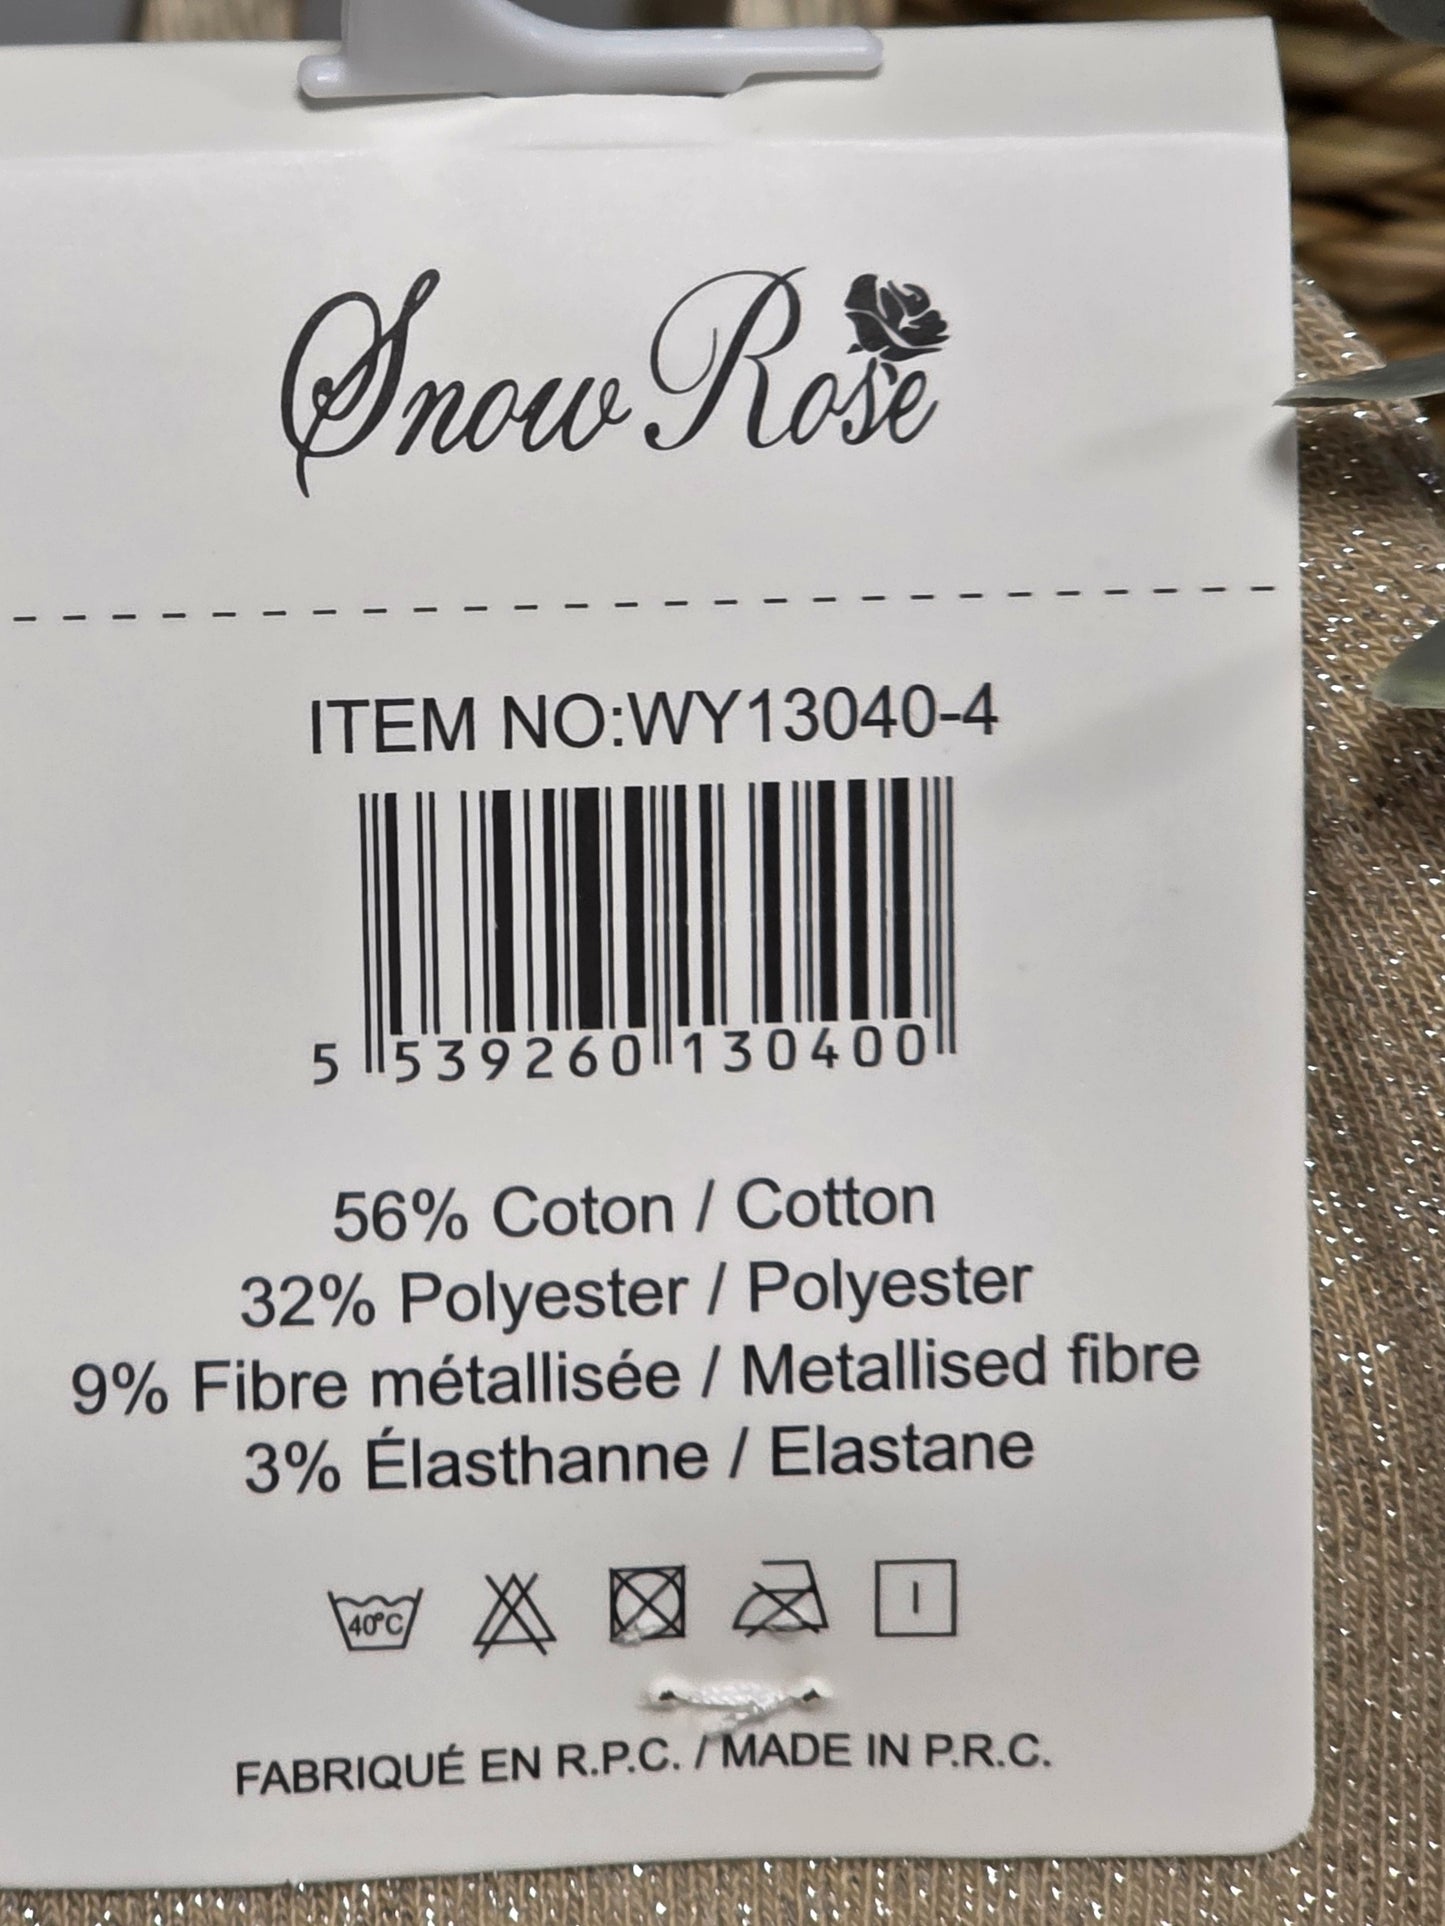 Snow Rose
ITEM NO:WY13040-4
5 539260 130400
56% Coton / Cotton
32% Polyester / Polyester
9% Fibre métallisée / Metallised fibre
3% Élasthanne / Elastane
40°C
FABRIQUÉ EN R.P.C. / MADE IN P.R.C.